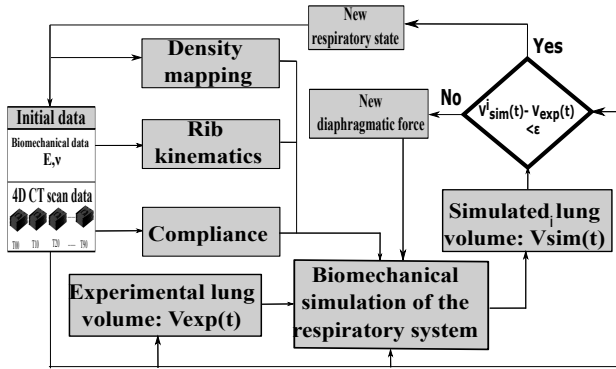 New
respiratory state
Yes
Density
mapping
No
New
diaphragmatic force
V^i_sim(t)- V_exp(t)
<ε
Initial data
Biomechanical data
E,ν
Rib
kinematics
4D CT scan data
T00 T10 T20 — T90
Compliance
Simulated lung
volume: V^i sim(t)
Experimental lung
volume: Vexp(t)
Biomechanical
simulation of the
respiratory system